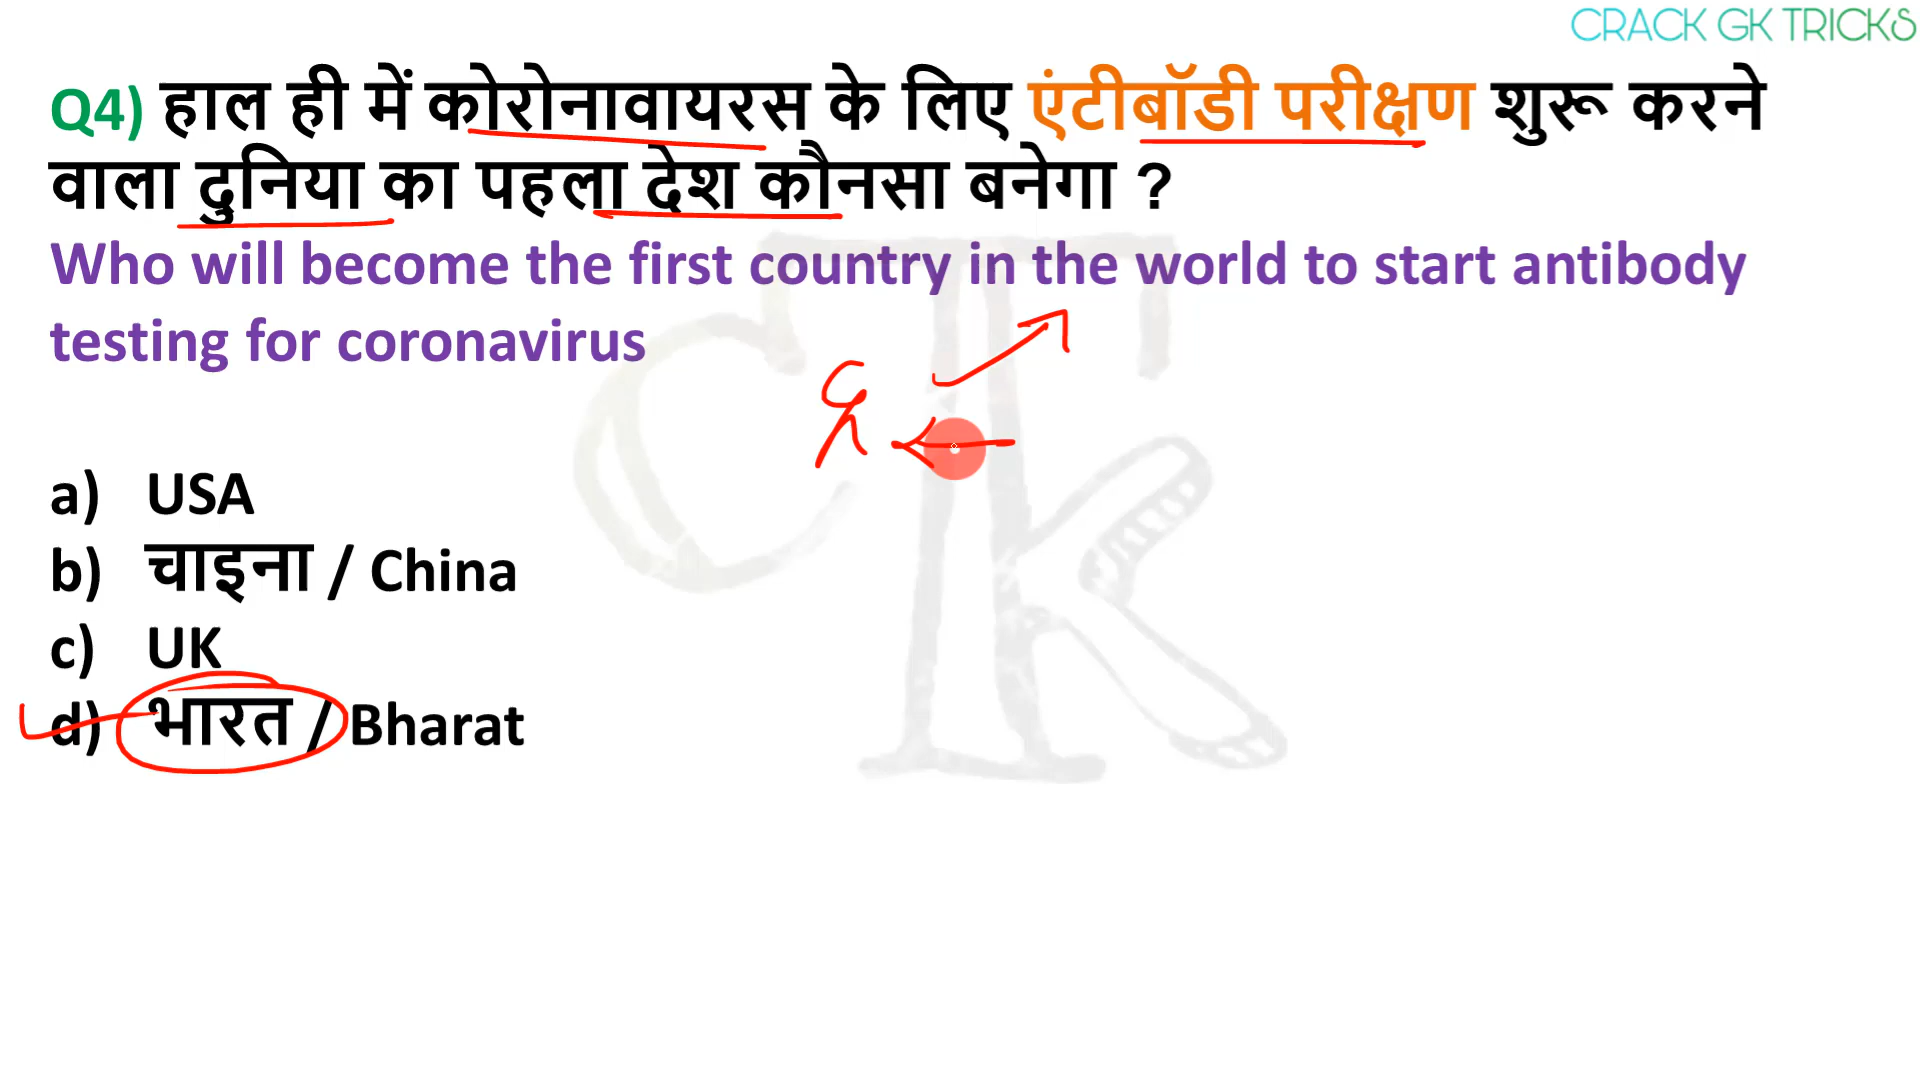 CRACK GK TRICKS
Q4) हाल ही में कोरोनावायरस के लिए एंटीबॉडी परीक्षण शुरू करने
वाला दुनिया का पहला देश कौनसा बनेगा ?
Who will become the first country in the world to start antibody
testing for coronavirus
a) USA
b) चाइना / China
c) UK
d) भारत / Bharat